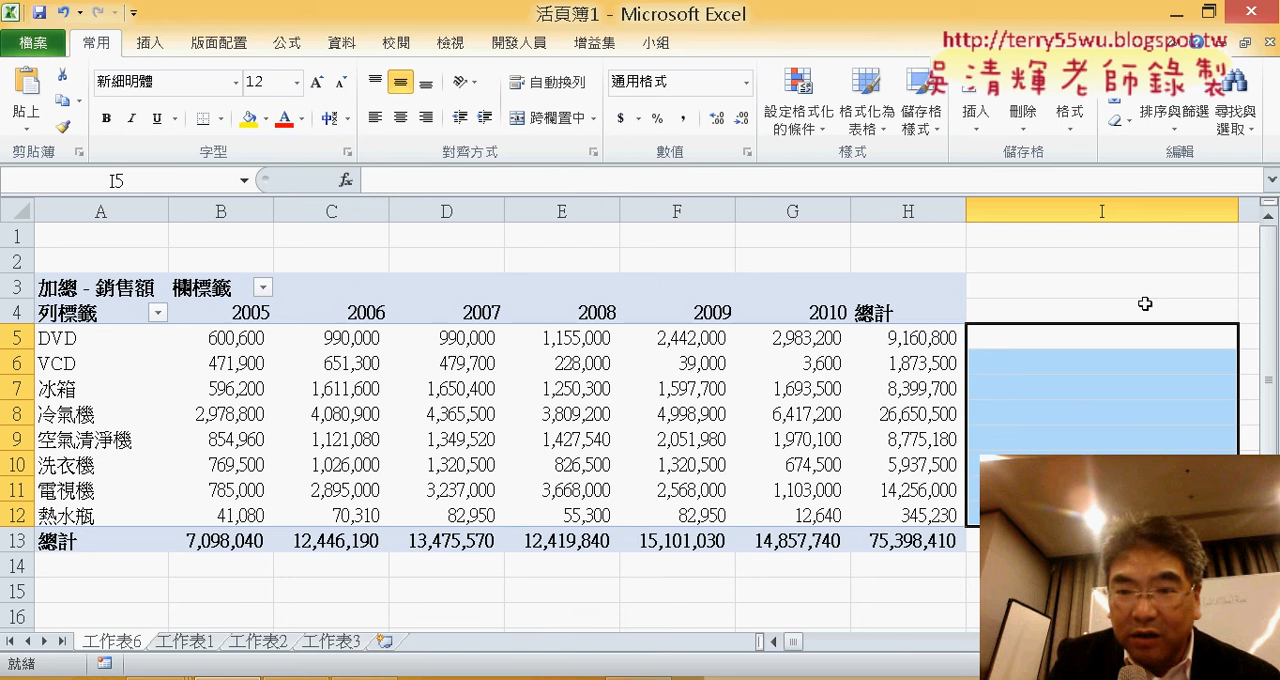 活頁簿1 - Microsoft Excel
檔案 常用 插入 版面配置 公式 資料 校閱 檢視 開發人員 增益集 小組
http://terry55wu.blogspot.tw
吳清輝老師錄製
貼上 新細明體 12 自動換列 通用格式 設定格式化的條件 格式化為表格 儲存格樣式 插入 刪除 格式 排序與篩選 尋找與選取
B I U 跨欄置中 $ % ,
剪貼簿 字型 對齊方式 數值 樣式 儲存格 編輯
I5 fx
A B C D E F G H I
1
2
3 加總 - 銷售額 欄標籤
4 列標籤 2005 2006 2007 2008 2009 2010 總計
5 DVD 600,600 990,000 990,000 1,155,000 2,442,000 2,983,200 9,160,800
6 VCD 471,900 651,300 479,700 228,000 39,000 3,600 1,873,500
7 冰箱 596,200 1,611,600 1,650,400 1,250,300 1,597,700 1,693,500 8,399,700
8 冷氣機 2,978,800 4,080,900 4,365,500 3,809,200 4,998,900 6,417,200 26,650,500
9 空氣清淨機 854,960 1,121,080 1,349,520 1,427,540 2,051,980 1,970,100 8,775,180
10 洗衣機 769,500 1,026,000 1,320,500 826,500 1,320,500 674,500 5,937,500
11 電視機 785,000 2,895,000 3,237,000 3,668,000 2,568,000 1,103,000 14,256,000
12 熱水瓶 41,080 70,310 82,950 55,300 82,950 12,640 345,230
13 總計 7,098,040 12,446,190 13,475,570 12,419,840 15,101,030 14,857,740 75,398,410
14
15
16
工作表6 工作表1 工作表2 工作表3
就緒